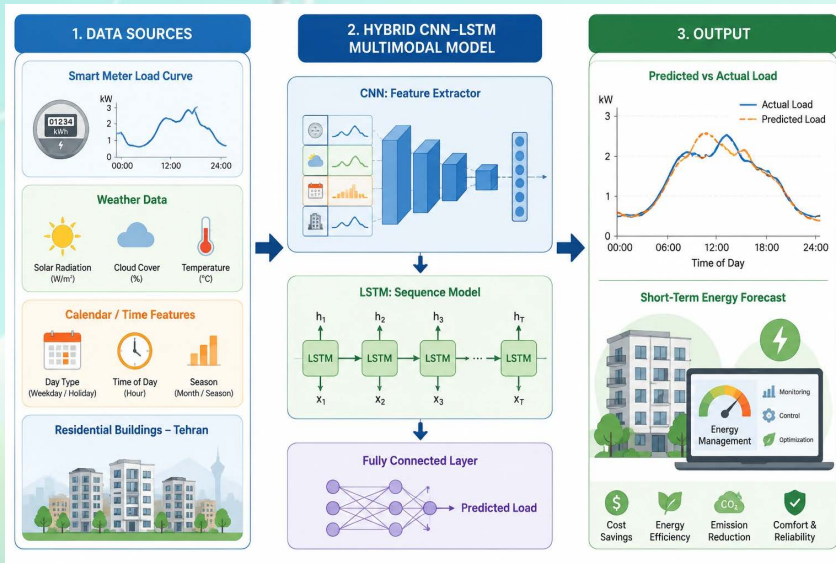 1. DATA SOURCES
Smart Meter Load Curve
kW
3
2
1
0
00:00 12:00 24:00
01234
kWh
Weather Data
Solar Radiation
(W/m²)
Cloud Cover
(%)
Temperature
(°C)
Calendar / Time Features
Day Type
(Weekday / Holiday)
Time of Day
(Hour)
Season
(Month / Season)
Residential Buildings – Tehran
2. HYBRID CNN–LSTM
MULTIMODAL MODEL
CNN: Feature Extractor
LSTM: Sequence Model
h₁ h₂ h₃ h_T
LSTM LSTM LSTM ... LSTM
x₁ x₂ x₃ x_T
Fully Connected Layer
Predicted Load
3. OUTPUT
Predicted vs Actual Load
kW
Actual Load
Predicted Load
3
2
1
0
00:00 06:00 12:00 18:00 24:00
Time of Day
Short-Term Energy Forecast
Energy
Management
Monitoring
Control
Optimization
$
CO₂
Cost
Savings
Energy
Efficiency
Emission
Reduction
Comfort &
Reliability